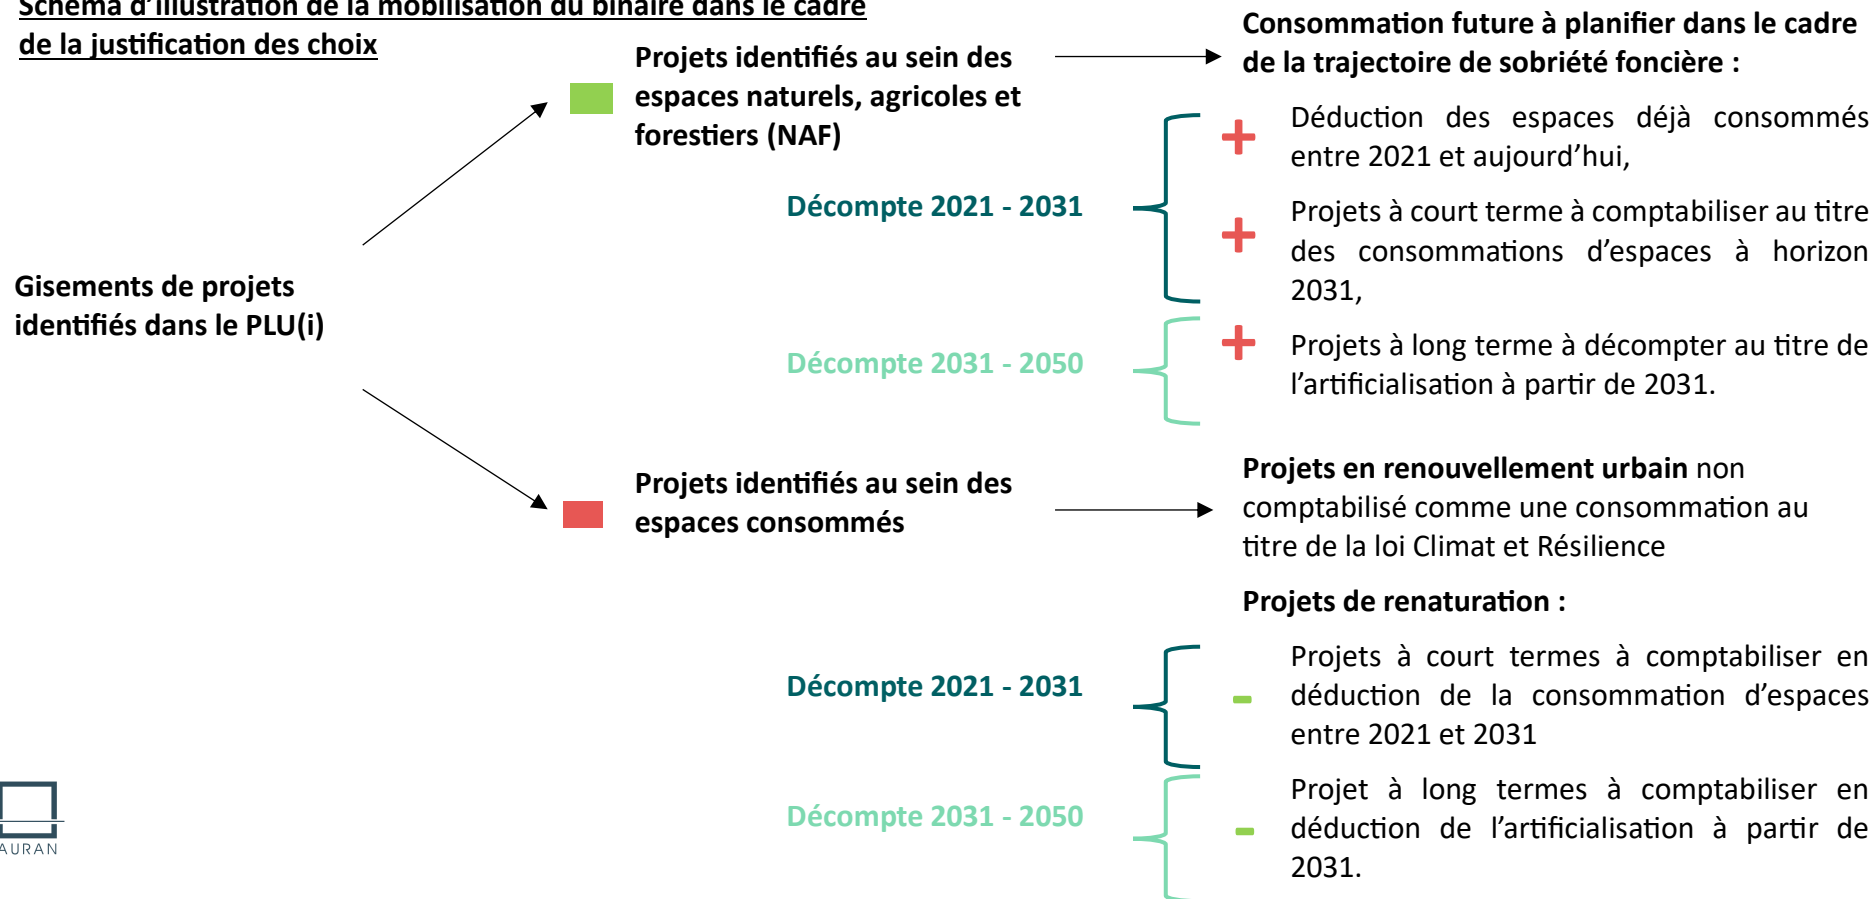 Schéma d'illustration de la mobilisation du binaire dans le cadre
de la justification des choix
Gisements de projets
identifiés dans le PLU(i)
Projets identifiés au sein des
espaces naturels, agricoles et
forestiers (NAF)
Consommation future à planifier dans le cadre
de la trajectoire de sobriété foncière :
Décompte 2021 - 2031
+ Déduction des espaces déjà consommés
entre 2021 et aujourd’hui,
+ Projets à court terme à comptabiliser au titre
des consommations d’espaces à horizon
2031,
Décompte 2031 - 2050
+ Projets à long terme à décompter au titre de
l’artificialisation à partir de 2031.
Projets identifiés au sein des
espaces consommés
Projets en renouvellement urbain non
comptabilisé comme une consommation au
titre de la loi Climat et Résilience
Projets de renaturation :
Décompte 2021 - 2031
- Projets à court termes à comptabiliser en
déduction de la consommation d’espaces
entre 2021 et 2031
Décompte 2031 - 2050
- Projet à long termes à comptabiliser en
déduction de l’artificialisation à partir de
2031.
AURAN